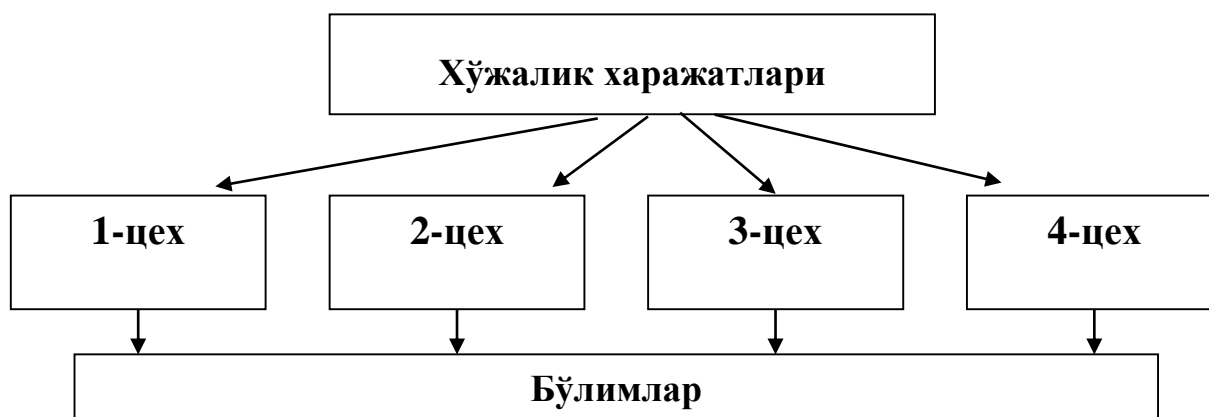 Хўжалик харажатлари
1-цех
2-цех
3-цех
4-цех
Бўлимлар